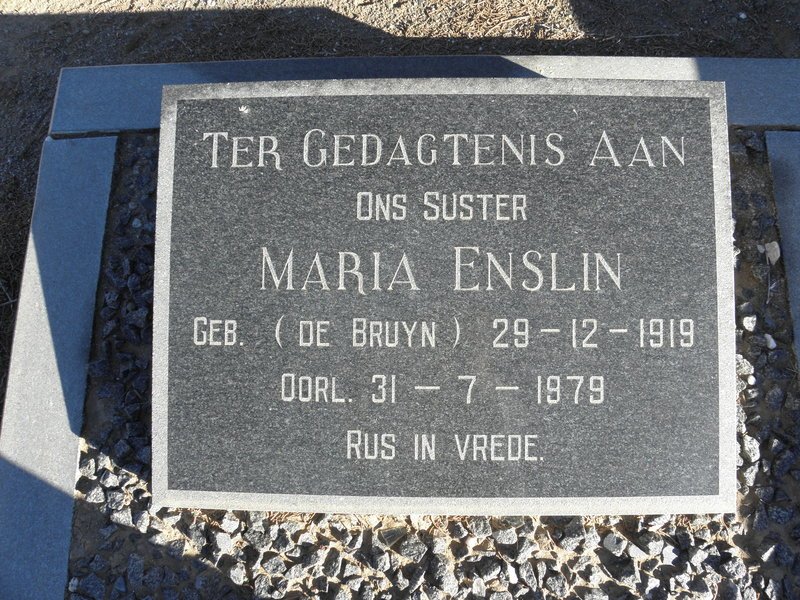 TER GEDAGTENIS AAN
ONS SUSTER
MARIA ENSLIN
GEB. (DE BRUYN) 29-12-1919
OORL. 31-7-1979
RUS IN VREDE.